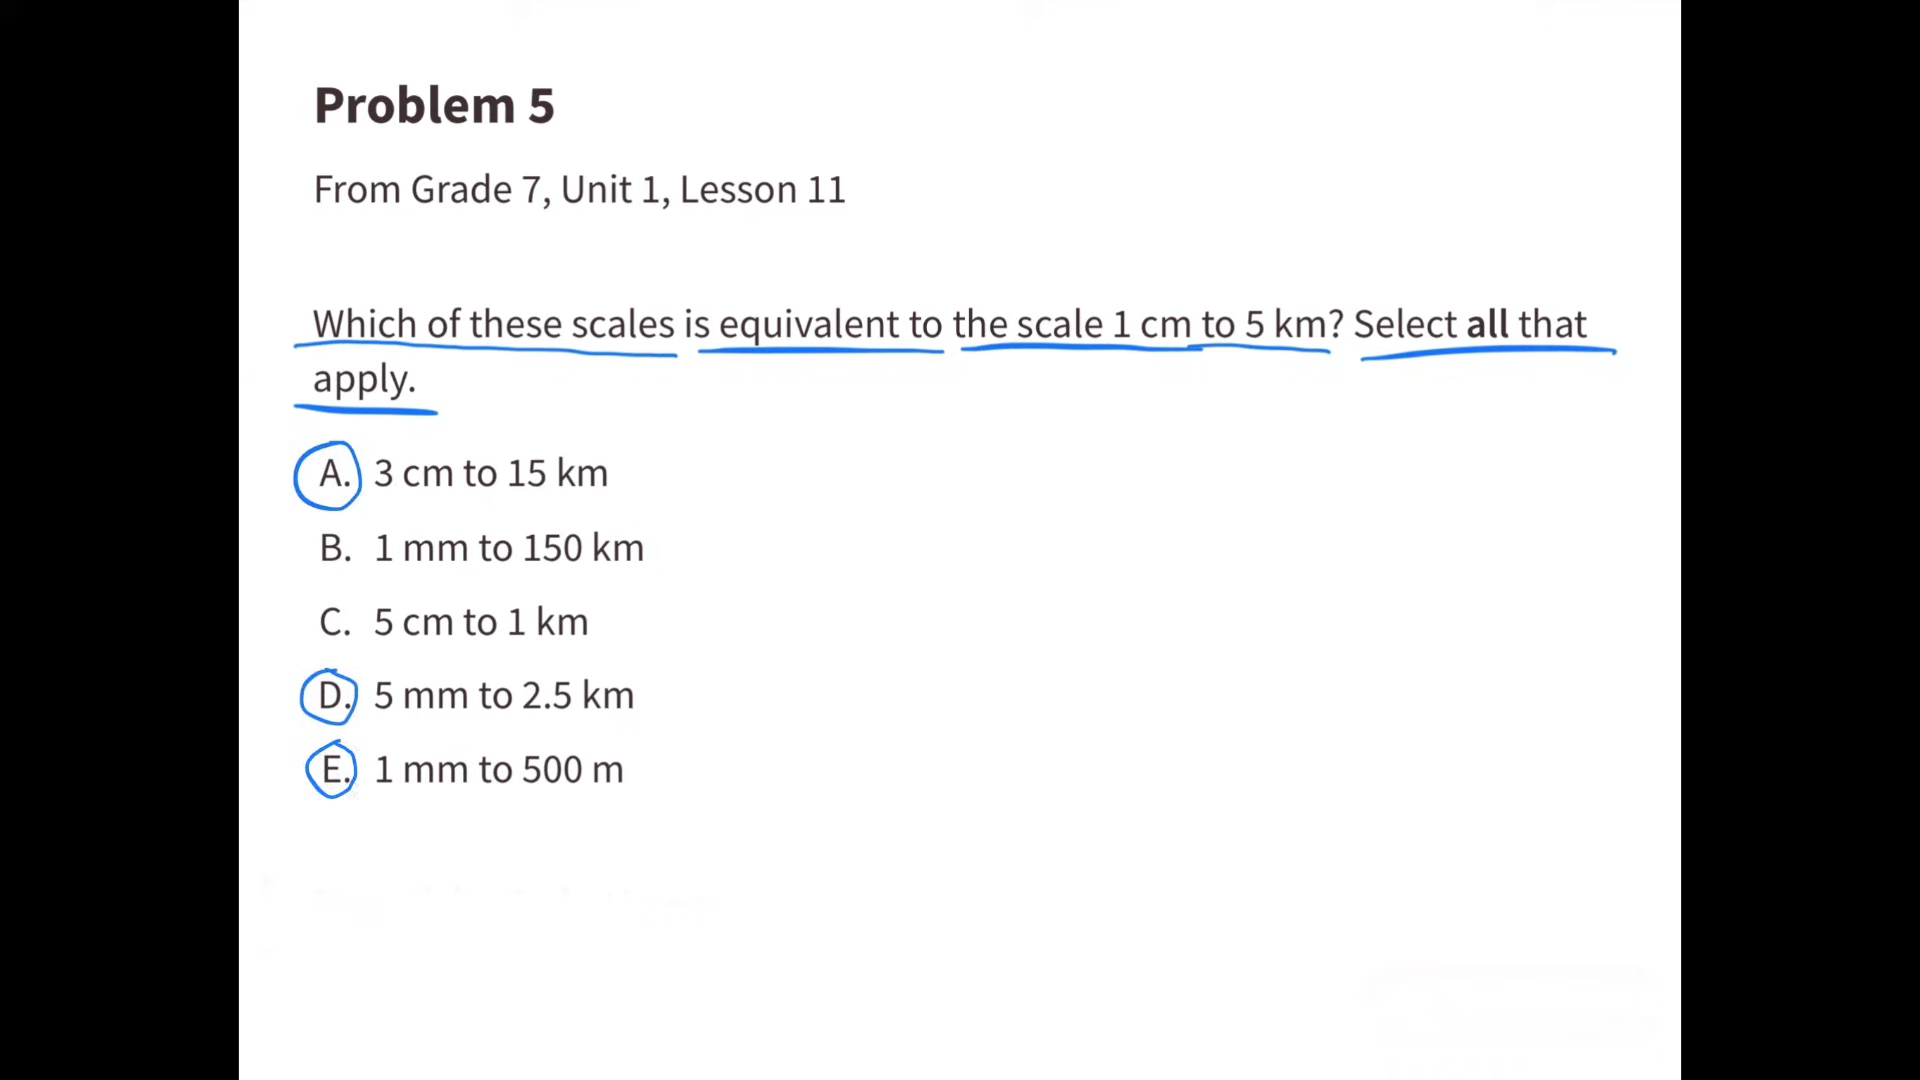 Problem 5
From Grade 7, Unit 1, Lesson 11
Which of these scales is equivalent to the scale 1 cm to 5 km? Select all that
apply.
A. 3 cm to 15 km
B. 1 mm to 150 km
C. 5 cm to 1 km
D. 5 mm to 2.5 km
E. 1 mm to 500 m